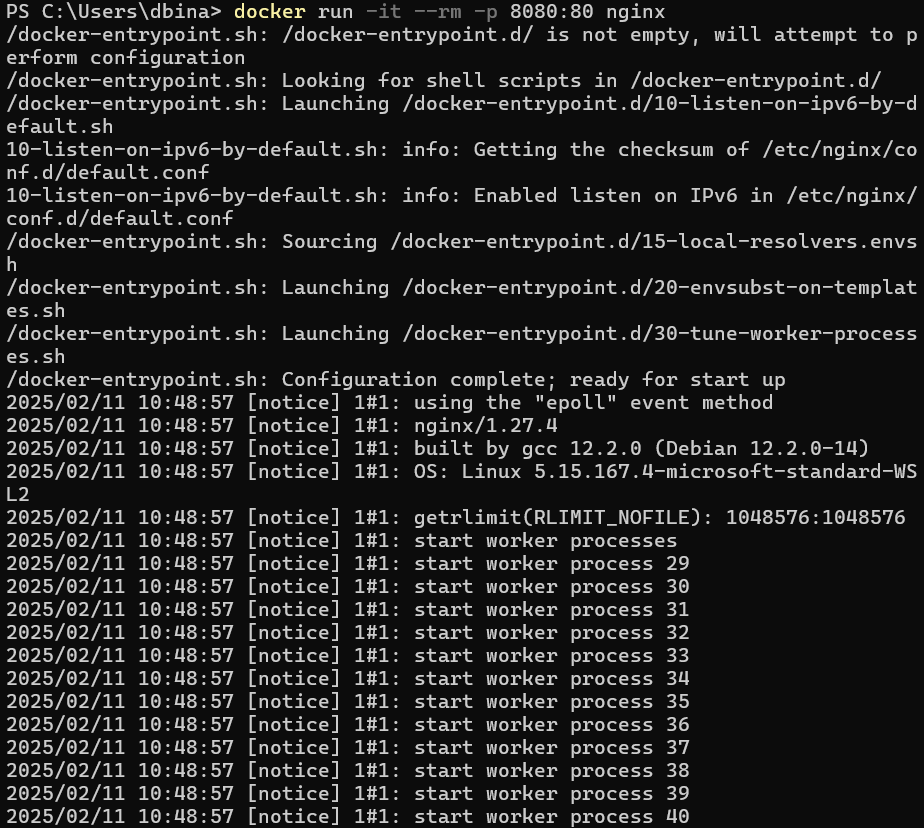 PS C:\Users\dbina> docker run -it --rm -p 8080:80 nginx
/docker-entrypoint.sh: /docker-entrypoint.d/ is not empty, will attempt to p
erform configuration
/docker-entrypoint.sh: Looking for shell scripts in /docker-entrypoint.d/
/docker-entrypoint.sh: Launching /docker-entrypoint.d/10-listen-on-ipv6-by-d
efault.sh
10-listen-on-ipv6-by-default.sh: info: Getting the checksum of /etc/nginx/co
nf.d/default.conf
10-listen-on-ipv6-by-default.sh: info: Enabled listen on IPv6 in /etc/nginx/
conf.d/default.conf
/docker-entrypoint.sh: Sourcing /docker-entrypoint.d/15-local-resolvers.envs
h
/docker-entrypoint.sh: Launching /docker-entrypoint.d/20-envsubst-on-templat
es.sh
/docker-entrypoint.sh: Launching /docker-entrypoint.d/30-tune-worker-process
es.sh
/docker-entrypoint.sh: Configuration complete; ready for start up
2025/02/11 10:48:57 [notice] 1#1: using the "epoll" event method
2025/02/11 10:48:57 [notice] 1#1: nginx/1.27.4
2025/02/11 10:48:57 [notice] 1#1: built by gcc 12.2.0 (Debian 12.2.0-14)
2025/02/11 10:48:57 [notice] 1#1: OS: Linux 5.15.167.4-microsoft-standard-WS
L2
2025/02/11 10:48:57 [notice] 1#1: getrlimit(RLIMIT_NOFILE): 1048576:1048576
2025/02/11 10:48:57 [notice] 1#1: start worker processes
2025/02/11 10:48:57 [notice] 1#1: start worker process 29
2025/02/11 10:48:57 [notice] 1#1: start worker process 30
2025/02/11 10:48:57 [notice] 1#1: start worker process 31
2025/02/11 10:48:57 [notice] 1#1: start worker process 32
2025/02/11 10:48:57 [notice] 1#1: start worker process 33
2025/02/11 10:48:57 [notice] 1#1: start worker process 34
2025/02/11 10:48:57 [notice] 1#1: start worker process 35
2025/02/11 10:48:57 [notice] 1#1: start worker process 36
2025/02/11 10:48:57 [notice] 1#1: start worker process 37
2025/02/11 10:48:57 [notice] 1#1: start worker process 38
2025/02/11 10:48:57 [notice] 1#1: start worker process 39
2025/02/11 10:48:57 [notice] 1#1: start worker process 40